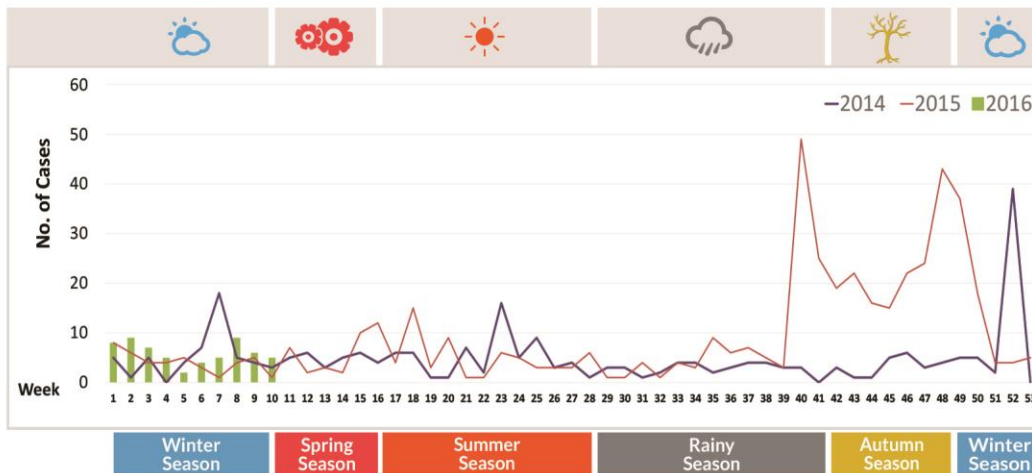 60
2014 2015 2016
50
No. of Cases
40
30
20
10
0
Week
1 2 3 4 5 6 7 8 9 10 11 12 13 14 15 16 17 18 19 20 21 22 23 24 25 26 27 28 29 30 31 32 33 34 35 36 37 38 39 40 41 42 43 44 45 46 47 48 49 50 51 52 53
Winter Spring Summer Rainy Autumn Winter
Season Season Season Season Season Season